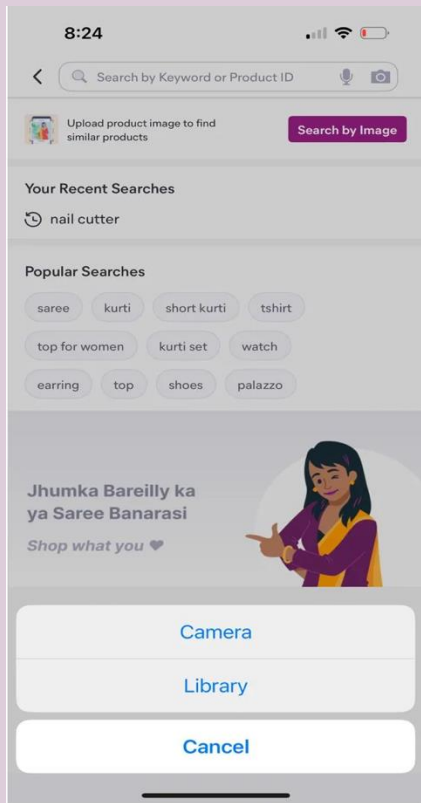 8:24
Search by Keyword or Product ID
Upload product image to find
similar products
Search by Image
Your Recent Searches
nail cutter
Popular Searches
saree
kurti
short kurti
tshirt
top for women
kurti set
watch
earring
top
shoes
palazzo
Jhumka Bareilly ka
ya Saree Banarasi
Shop what you ❤
Camera
Library
Cancel